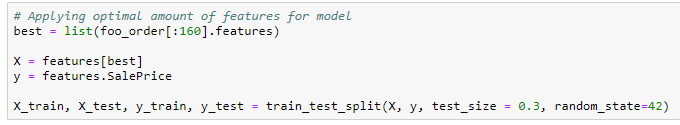 # Applying optimal amount of features for model
best = list(foo_order[:160].features)
X = features[best]
y = features.SalePrice
X_train, X_test, y_train, y_test = train_test_split(X, y, test_size = 0.3, random_state=42)